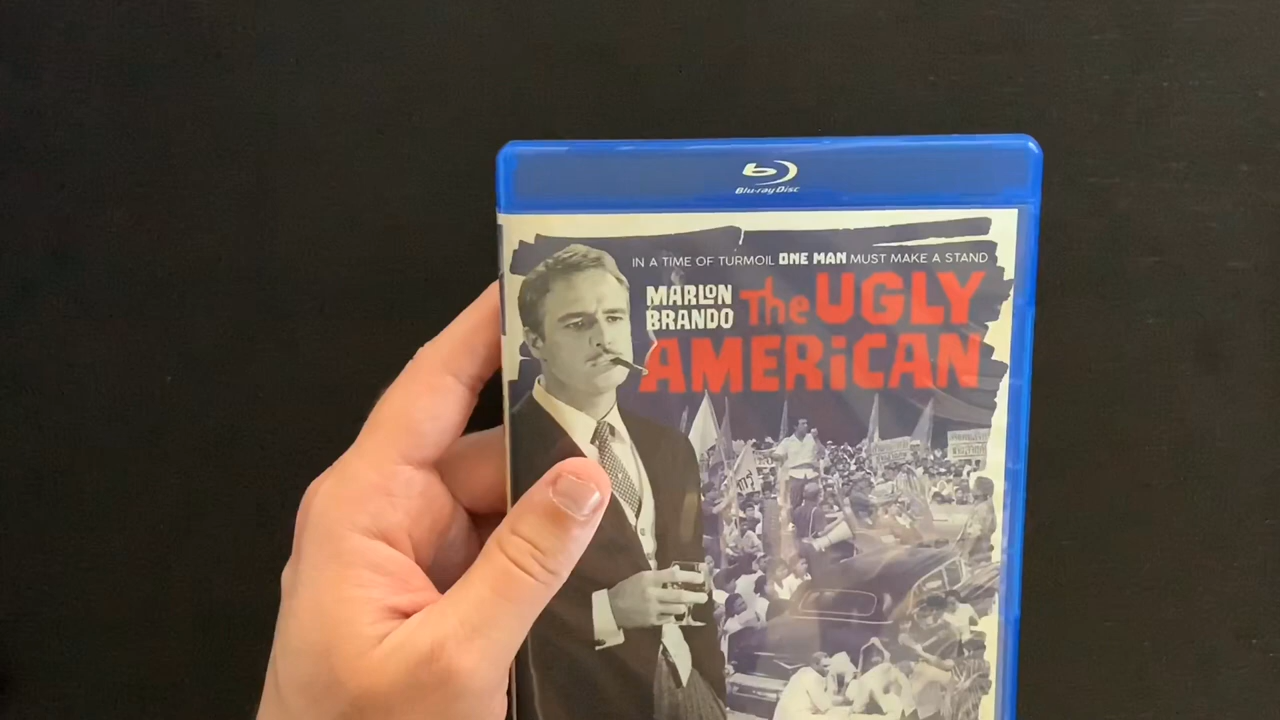 Blu-ray Disc
IN A TIME OF TURMOIL ONE MAN MUST MAKE A STAND
MARLON
BRANDO
The UGLY
AMERiCAN